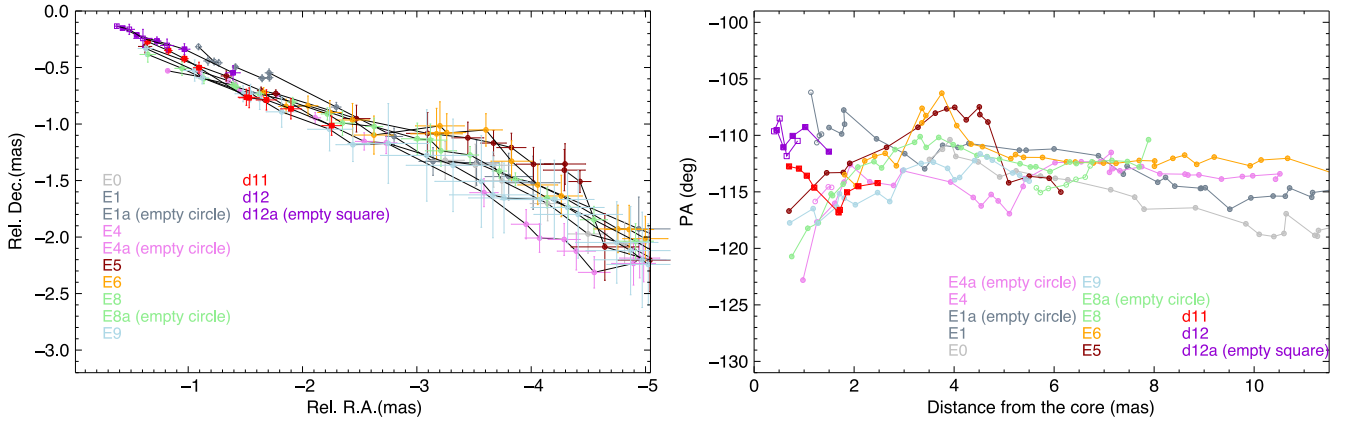 0.0
−0.5
−1.0
−1.5
−2.0
−2.5
−3.0
Rel. Dec.(mas)
E0 d11
E1 d12
E1a (empty circle) d12a (empty square)
E4
E4a (empty circle)
E5
E6
E8
E8a (empty circle)
E9
−1 −2 −3 −4 −5
Rel. R.A.(mas)
−100
−105
−110
−115
−120
−125
−130
PA (deg)
E4a (empty circle) E9
E4 E8a (empty circle)
E1a (empty circle) E8 d11
E1 E6 d12
E0 E5 d12a (empty square)
0 2 4 6 8 10
Distance from the core (mas)